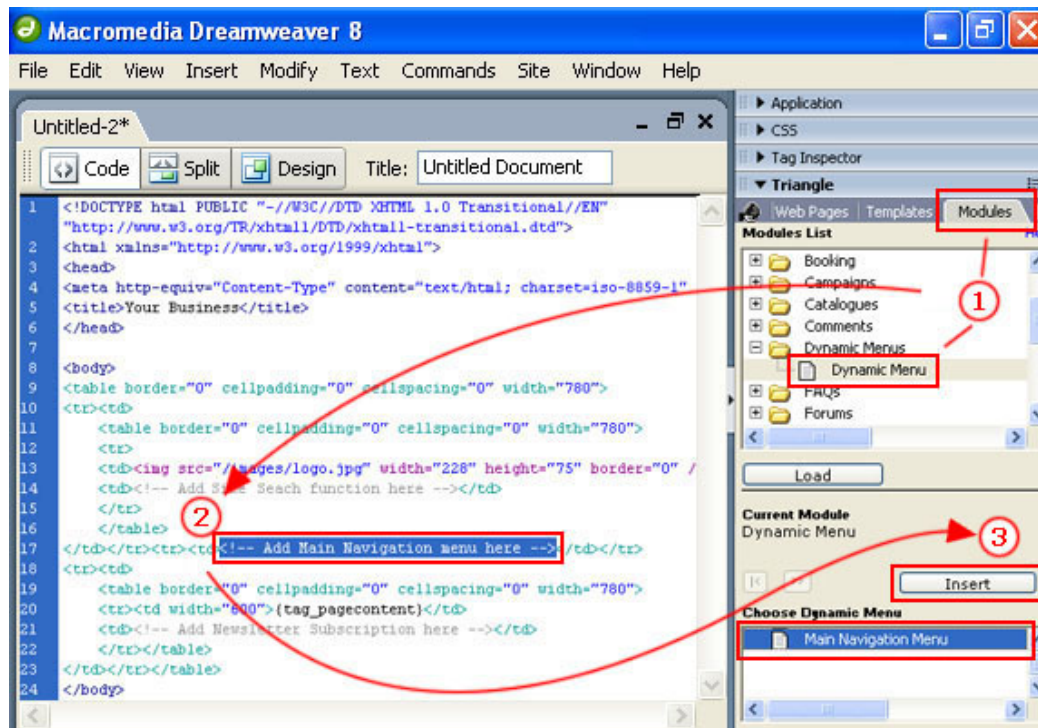 Macromedia Dreamweaver 8
File Edit View Insert Modify Text Commands Site Window Help
Untitled-2*
Code Split Design Title: Untitled Document
1 <!DOCTYPE html PUBLIC "-//W3C//DTD XHTML 1.0 Transitional//EN"
"http://www.w3.org/TR/xhtml1/DTD/xhtml1-transitional.dtd">
2 <html xmlns="http://www.w3.org/1999/xhtml">
3 <head>
4 <meta http-equiv="Content-Type" content="text/html; charset=iso-8859-1"
5 <title>Your Business</title>
6 </head>
7
8 <body>
9 <table border="0" cellpadding="0" cellspacing="0" width="780">
10 <tr><td>
11 <table border="0" cellpadding="0" cellspacing="0" width="780">
12 <tr>
13 <td><img src="/images/logo.jpg" width="228" height="75" border="0" /
14 <td><!-- Add Site Seach function here --></td>
15 </tr>
16 </table>
17 </td></tr><tr><td><!-- Add Main Navigation menu here --></td></tr>
18 <tr><td>
19 <table border="0" cellpadding="0" cellspacing="0" width="780">
20 <tr><td width="600">{tag_pagecontent}</td>
21 <td><!-- Add Newsletter Subscription here --></td>
22 </tr></table>
23 </td></tr></table>
24 </body>
Application
CSS
Tag Inspector
Triangle
Web Pages Templates Modules
Modules List
Booking
Campaigns
Catalogues
Comments
Dynamic Menus
Dynamic Menu
FAQs
Forums
Load
Current Module
Dynamic Menu
Insert
Choose Dynamic Menu
Main Navigation Menu
1
2
3